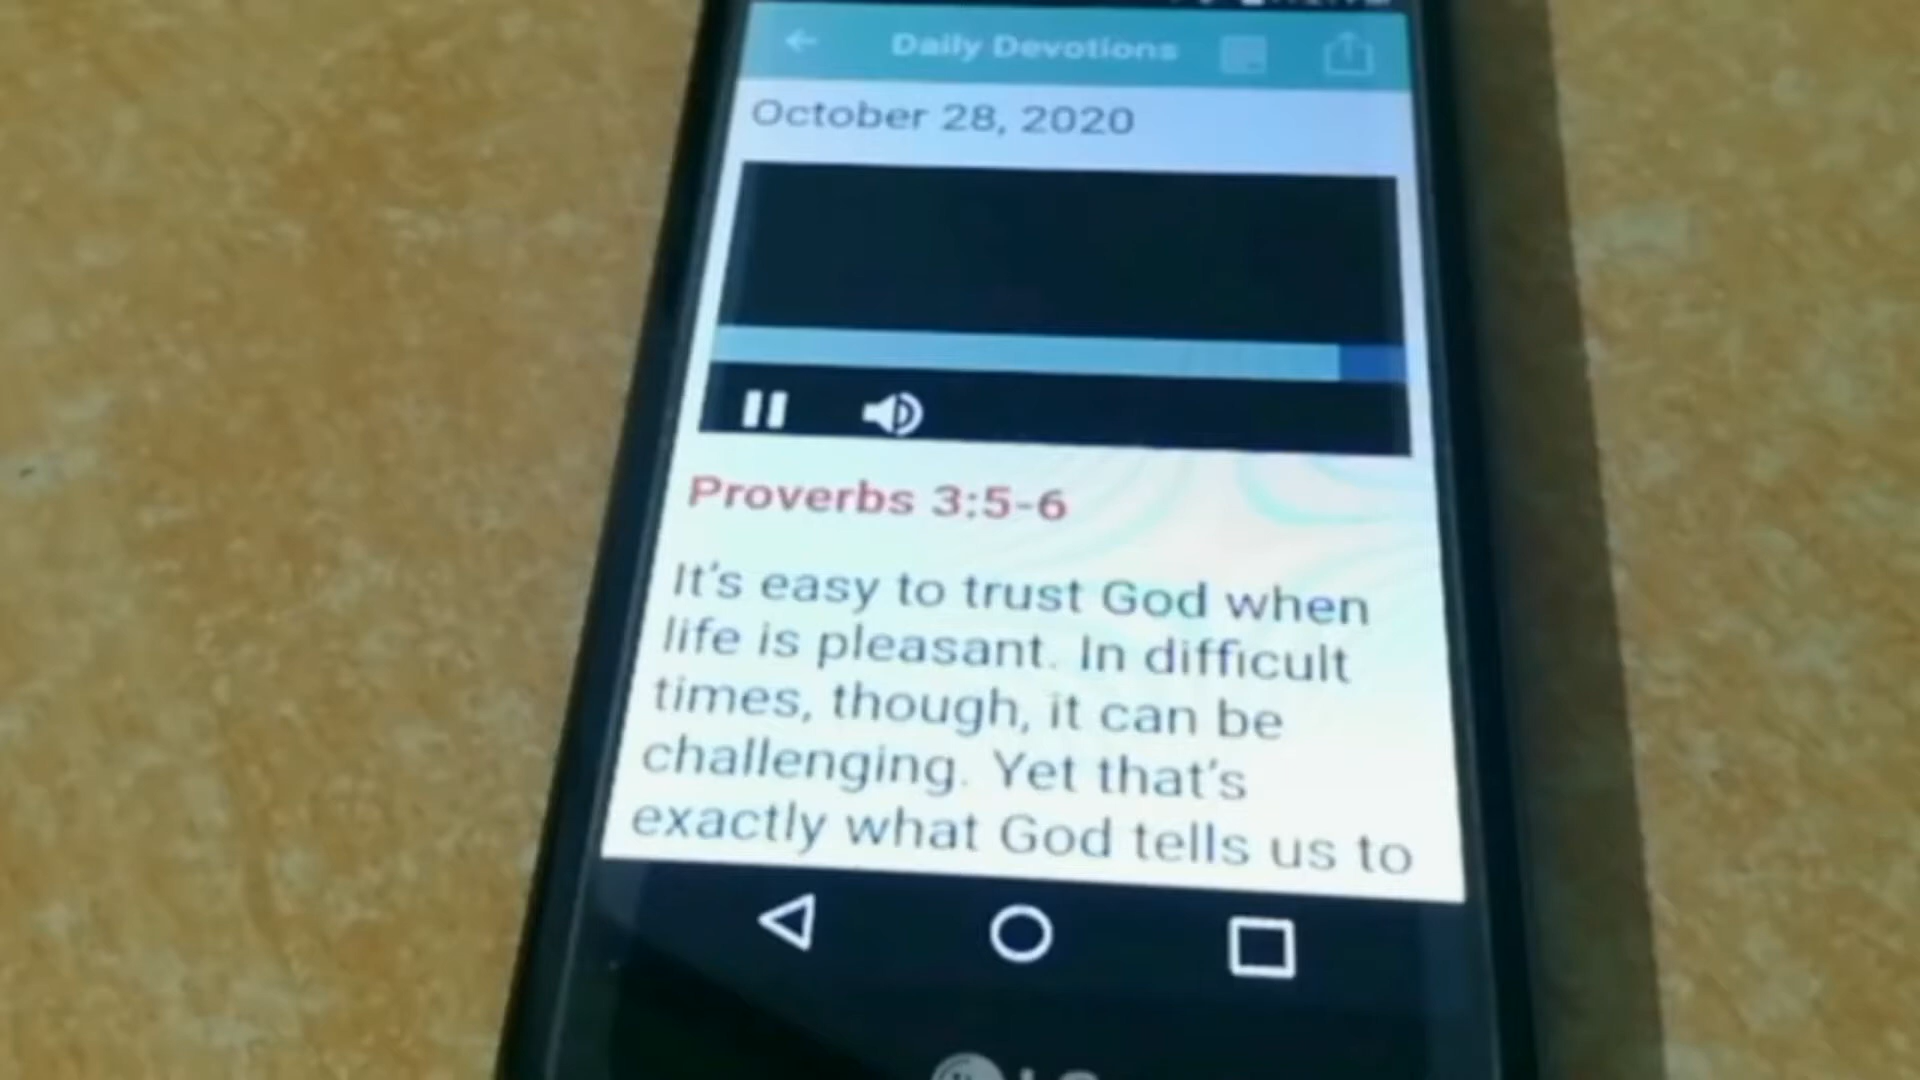 Daily Devotions
October 28, 2020
Proverbs 3:5-6
It's easy to trust God when
life is pleasant. In difficult
times, though, it can be
challenging. Yet that's
exactly what God tells us to